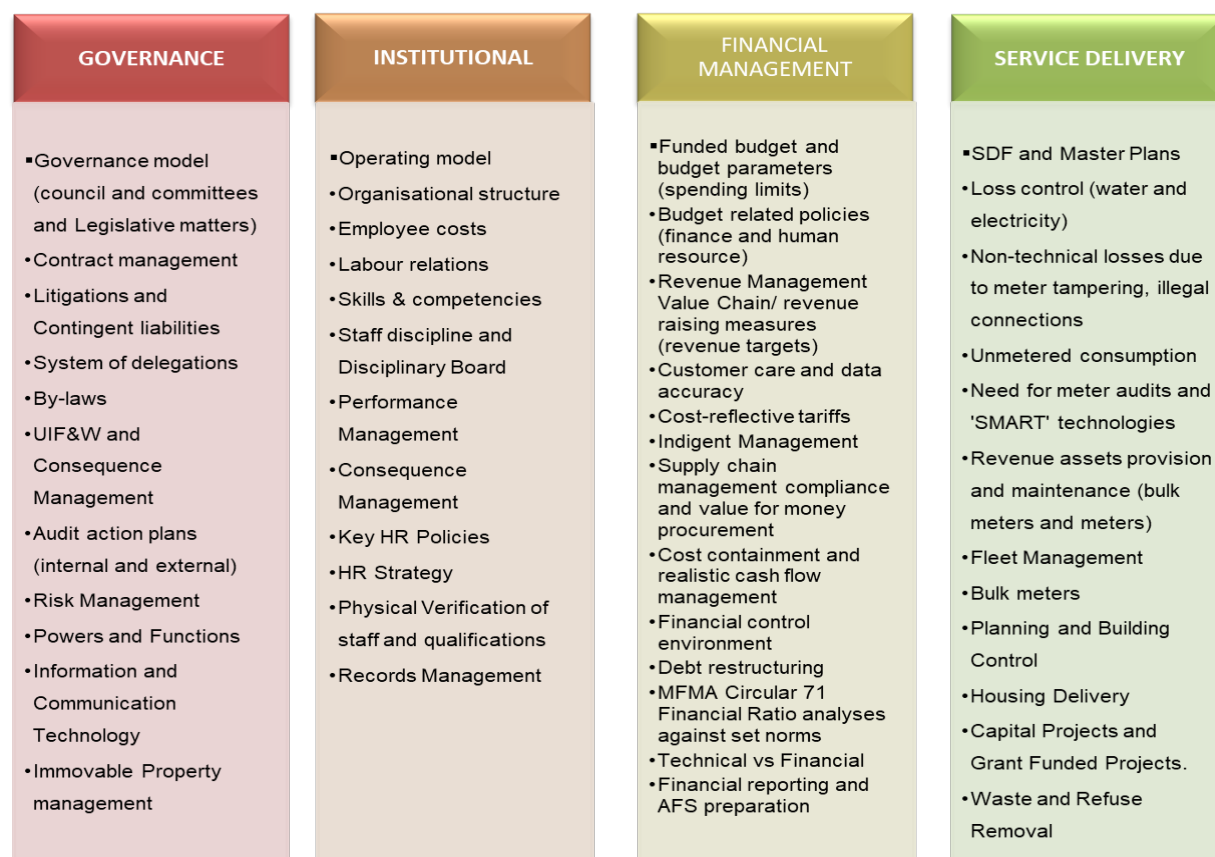 GOVERNANCE
▪Governance model
(council and committees
and Legislative matters)
•Contract management
•Litigations and
Contingent liabilities
•System of delegations
•By-laws
•UIF&W and
Consequence
Management
•Audit action plans
(internal and external)
•Risk Management
•Powers and Functions
•Information and
Communication
Technology
•Immovable Property
management
INSTITUTIONAL
▪Operating model
•Organisational structure
•Employee costs
•Labour relations
•Skills & competencies
•Staff discipline and
Disciplinary Board
•Performance
Management
•Consequence
Management
•Key HR Policies
•HR Strategy
•Physical Verification of
staff and qualifications
•Records Management
FINANCIAL
MANAGEMENT
▪Funded budget and
budget parameters
(spending limits)
•Budget related policies
(finance and human
resource)
•Revenue Management
Value Chain/ revenue
raising measures
(revenue targets)
•Customer care and data
accuracy
•Cost-reflective tariffs
•Indigent Management
•Supply chain
management compliance
and value for money
procurement
•Cost containment and
realistic cash flow
management
•Financial control
environment
•Debt restructuring
•MFMA Circular 71
Financial Ratio analyses
against set norms
•Technical vs Financial
•Financial reporting and
AFS preparation
SERVICE DELIVERY
▪SDF and Master Plans
•Loss control (water and
electricity)
•Non-technical losses due
to meter tampering, illegal
connections
•Unmetered consumption
•Need for meter audits and
'SMART' technologies
•Revenue assets provision
and maintenance (bulk
meters and meters)
•Fleet Management
•Bulk meters
•Planning and Building
Control
•Housing Delivery
•Capital Projects and
Grant Funded Projects.
•Waste and Refuse
Removal